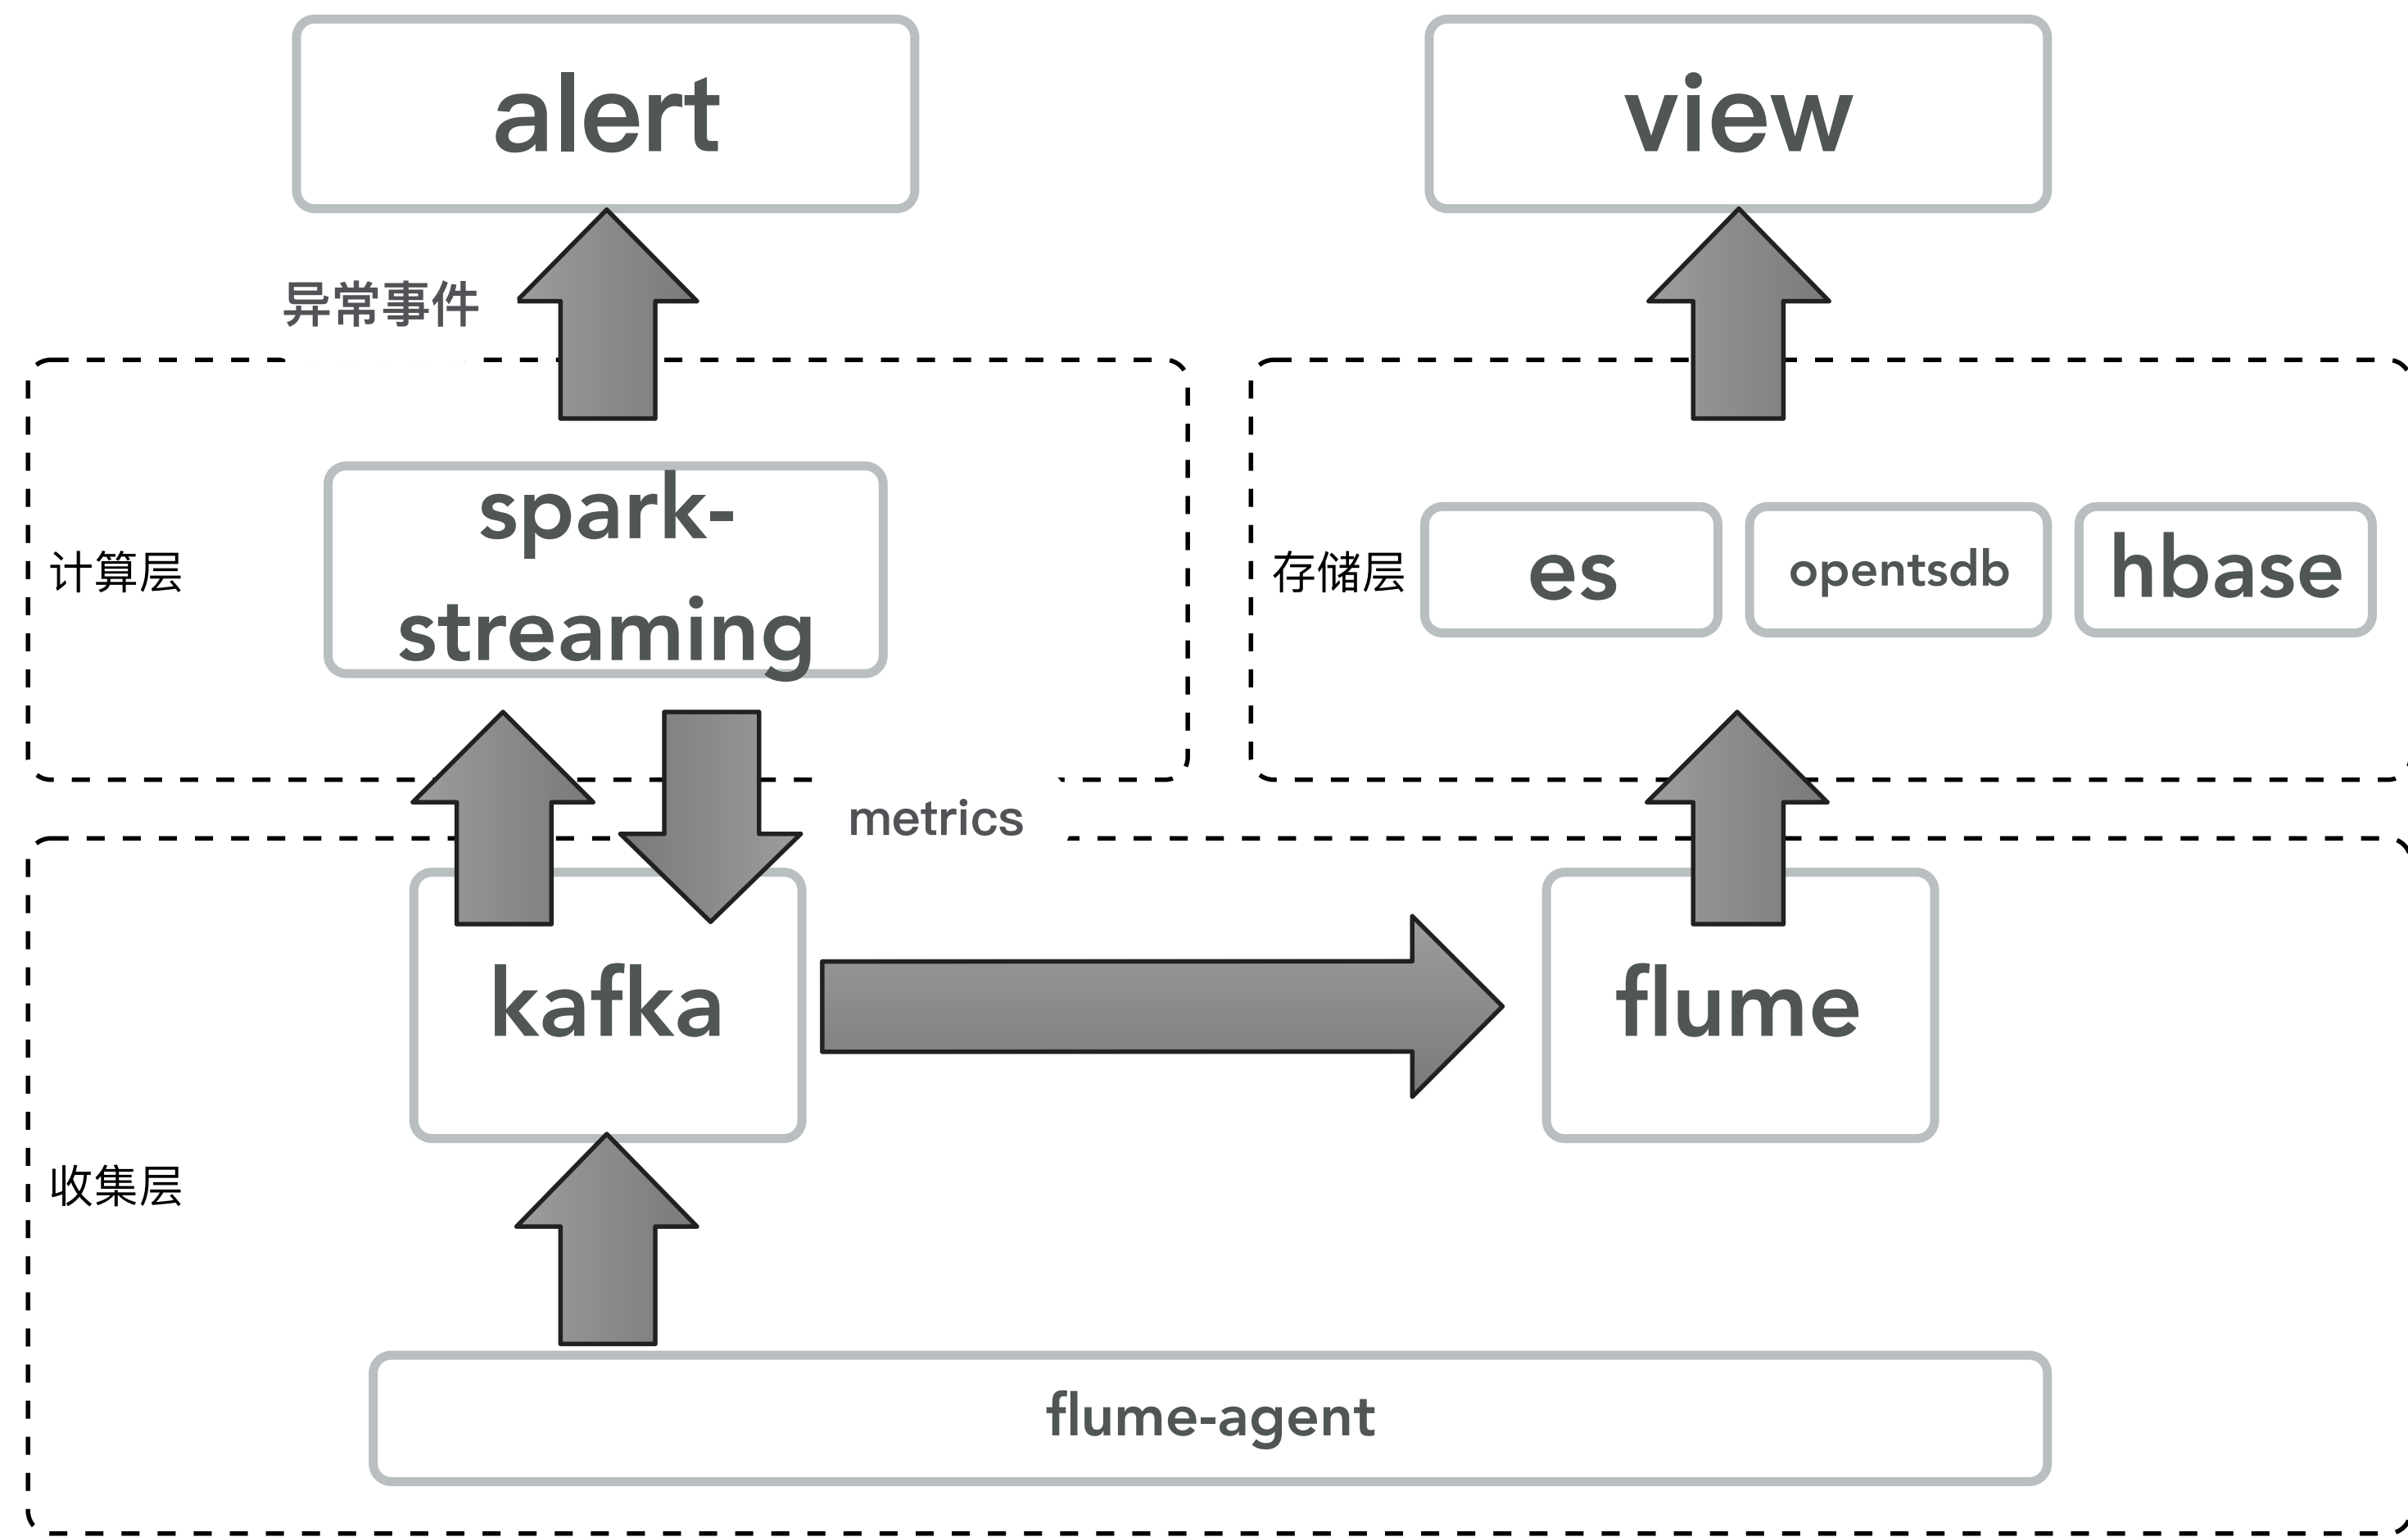 alert
view
异常事件
spark-
streaming
计算层
存储层
es
opentsdb
hbase
metrics
kafka
flume
收集层
flume-agent